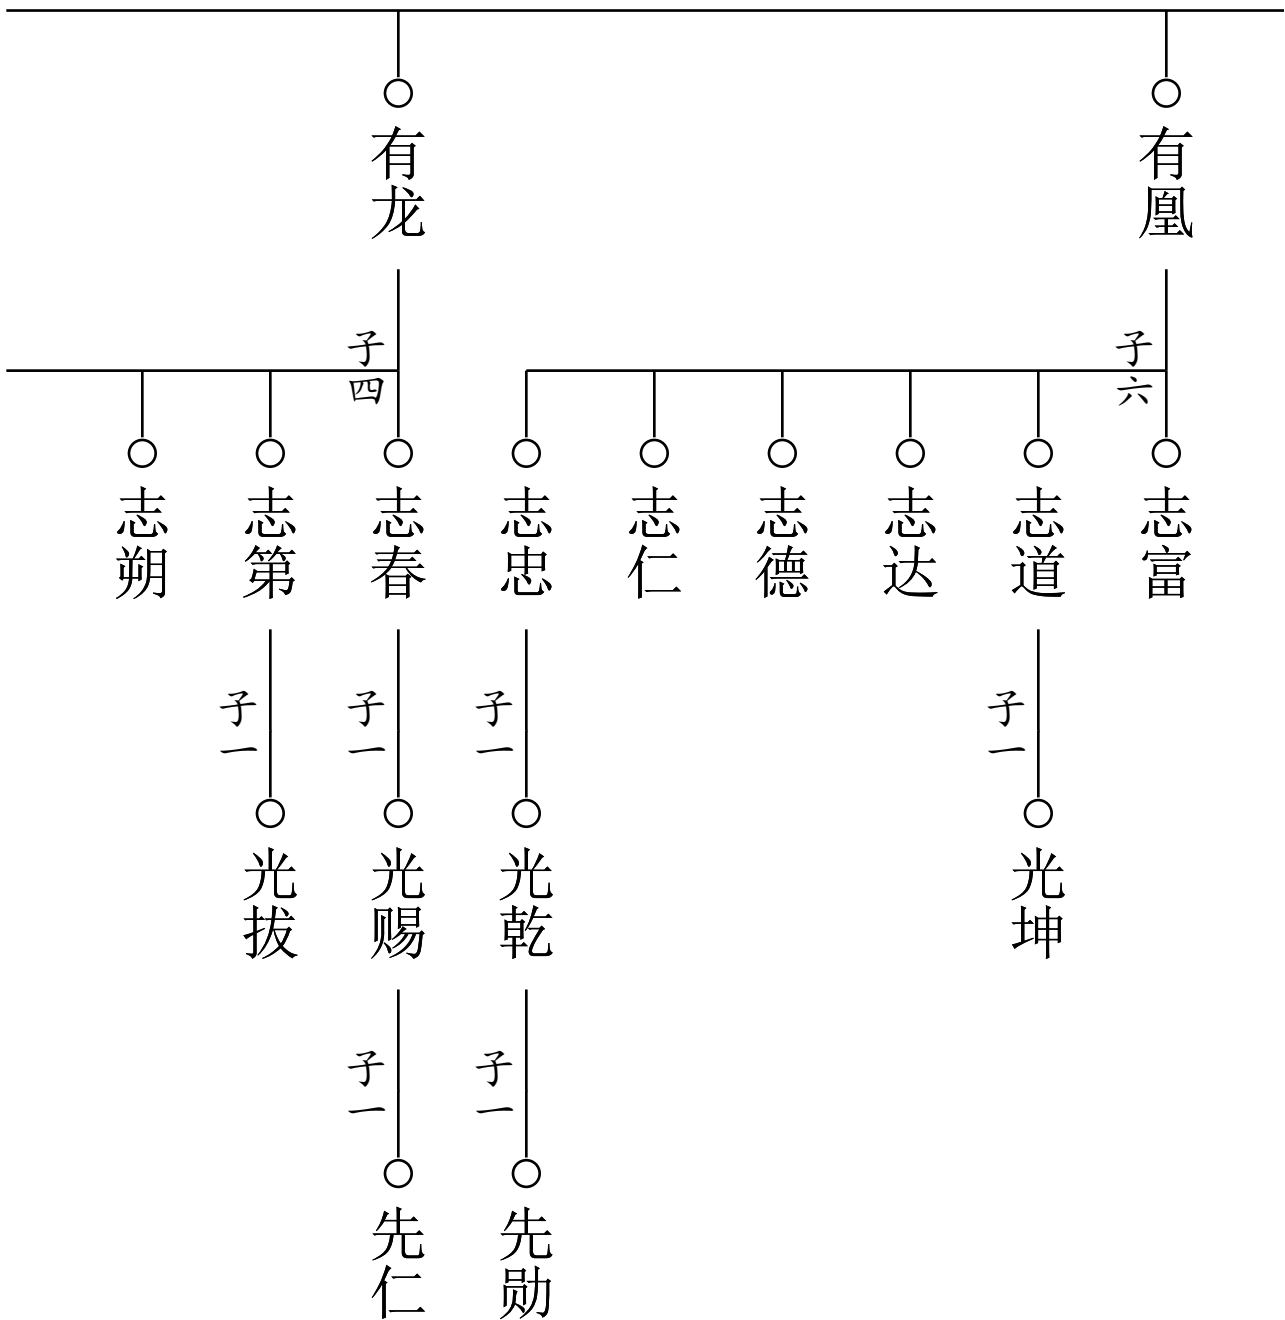 有凰
有龙
子六
子四
志富
志道
志达
志德
志仁
志忠
志春
志第
志朔
子一
子一
子一
子一
光坤
光乾
光赐
光拔
子一
子一
先勋
先仁